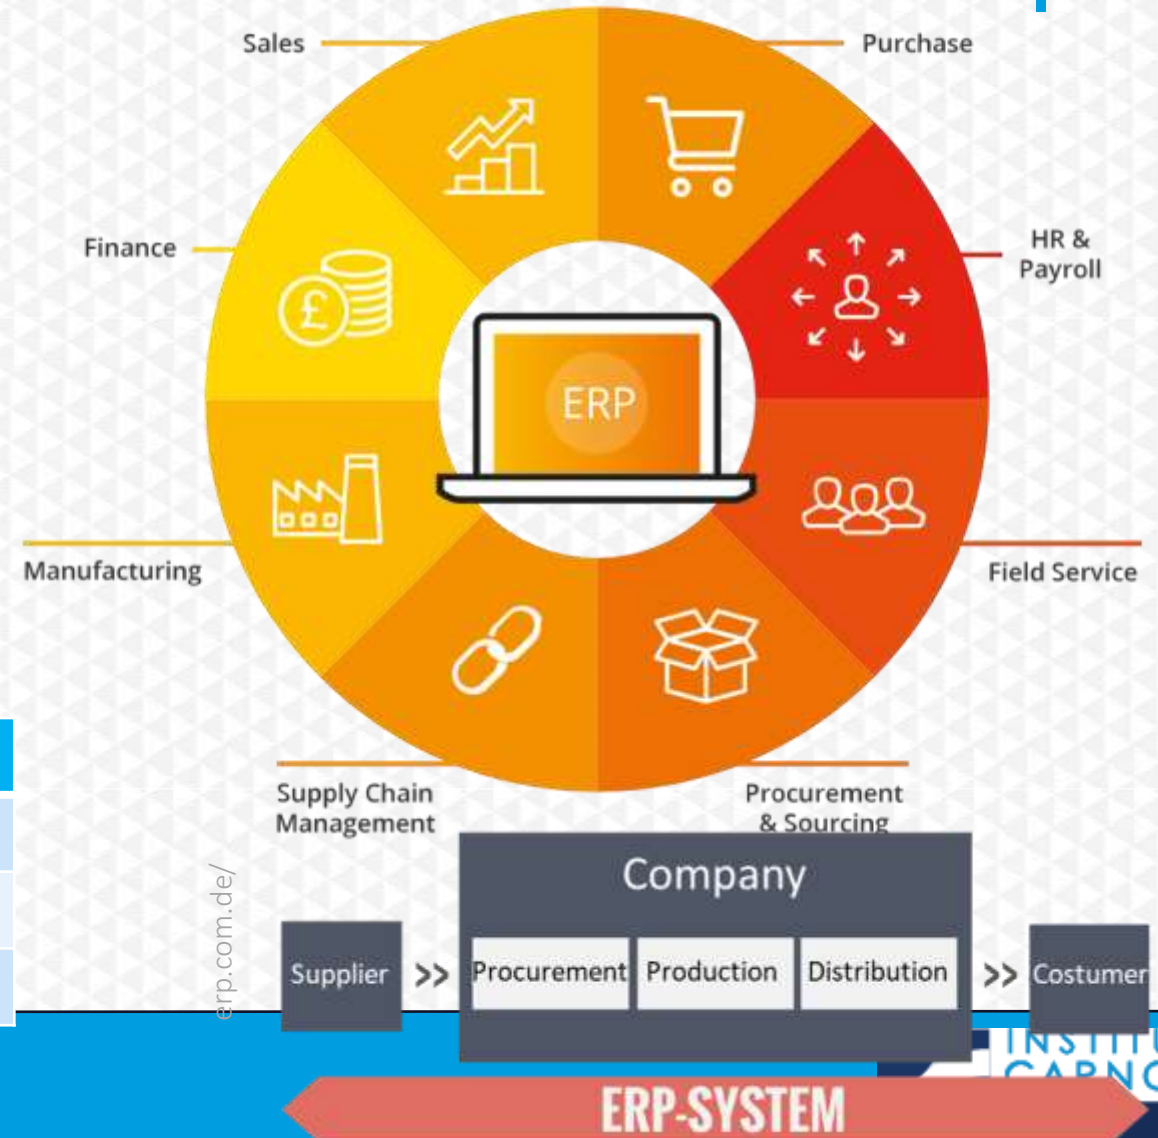 Sales
Purchase
Finance
HR &
Payroll
£
ERP
Manufacturing
Field Service
Supply Chain
Management
Procurement
& Sourcing
erp.com.de/
Company
Supplier
»
Procurement
Production
Distribution
»
Costumer
ERP-SYSTEM